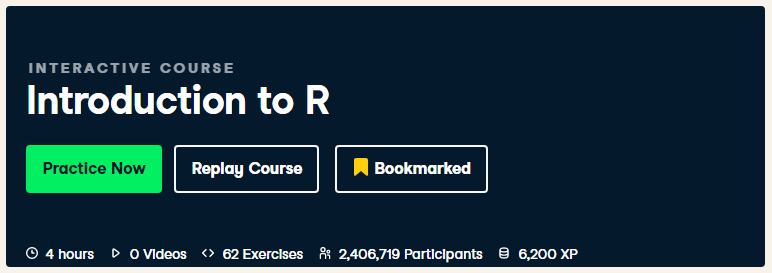 INTERACTIVE COURSE
Introduction to R
Practice Now Replay Course Bookmarked
4 hours 0 Videos 62 Exercises 2,406,719 Participants 6,200 XP